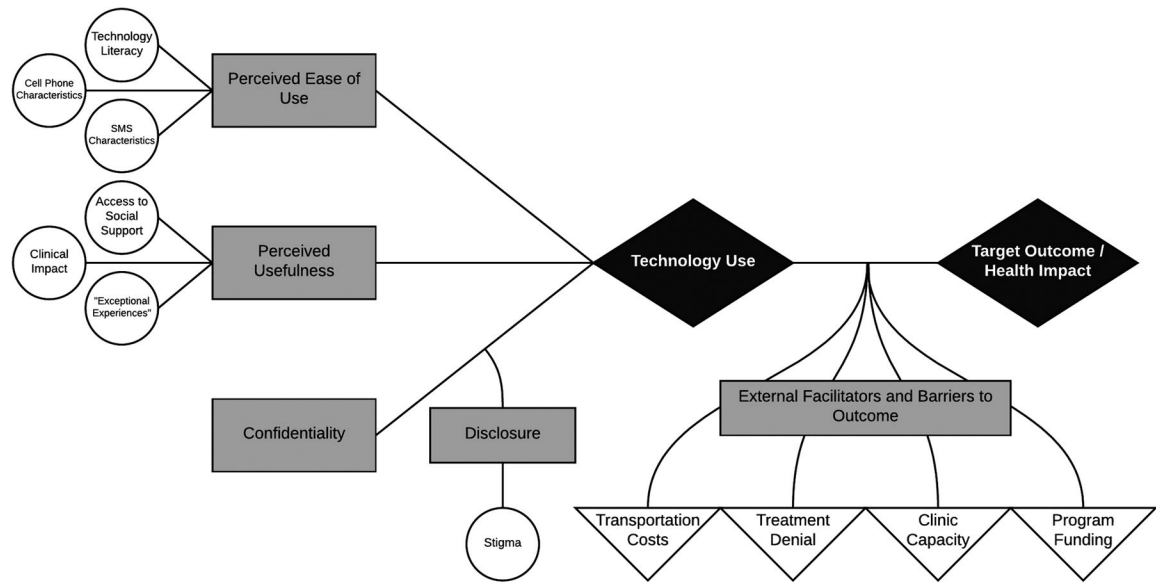 Technology
Literacy
Cell Phone
Characteristics
SMS
Characteristics
Perceived Ease of
Use
Access to
Social
Support
Clinical
Impact
"Exceptional
Experiences"
Perceived
Usefulness
Confidentiality
Disclosure
Stigma
Technology Use
Target Outcome /
Health Impact
External Facilitators and Barriers to
Outcome
Transportation
Costs
Treatment
Denial
Clinic
Capacity
Program
Funding